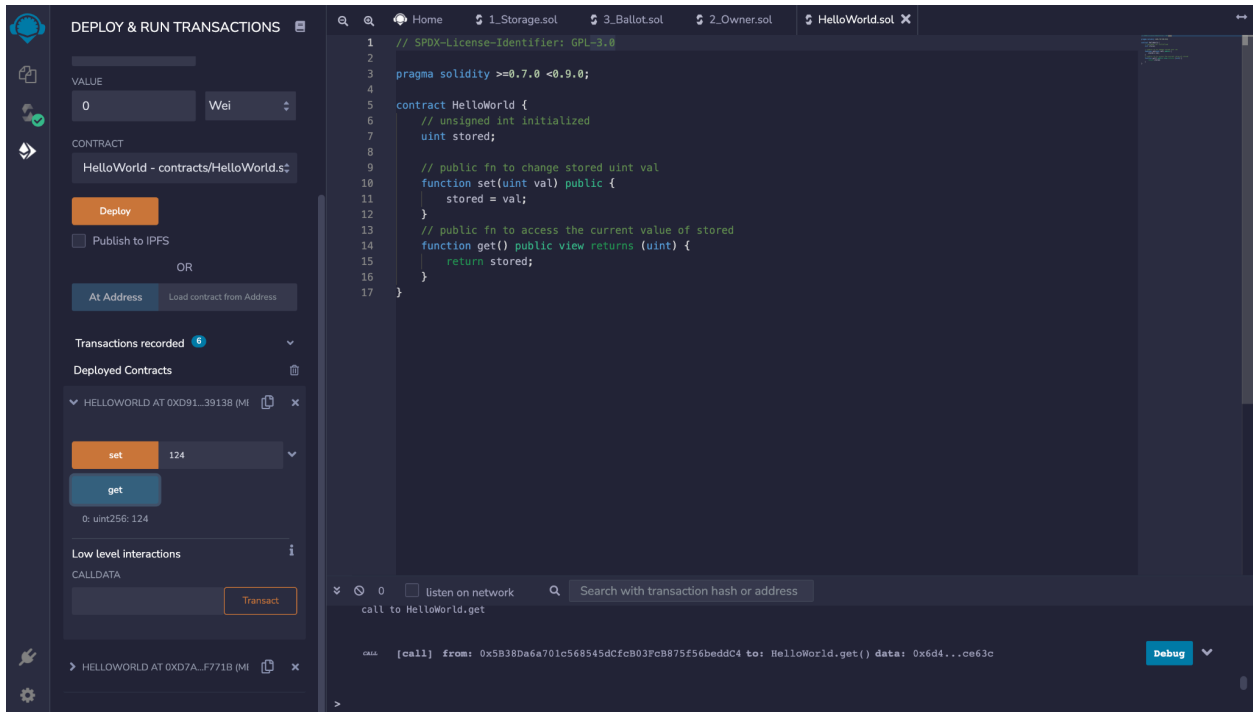 DEPLOY & RUN TRANSACTIONS
VALUE
0 Wei
CONTRACT
HelloWorld - contracts/HelloWorld.s
Deploy
Publish to IPFS
OR
At Address Load contract from Address
Transactions recorded 6
Deployed Contracts
HELLOWORLD AT 0XD91...39138 (ME
set 124
get
0: uint256: 124
Low level interactions i
CALLDATA
Transact
HELLOWORLD AT 0XD7A...F771B (ME
Home 1_Storage.sol 3_Ballot.sol 2_Owner.sol HelloWorld.sol
1 // SPDX-License-Identifier: GPL-3.0
2
3 pragma solidity >=0.7.0 <0.9.0;
4
5 contract HelloWorld {
6 // unsigned int initialized
7 uint stored;
8
9 // public fn to change stored uint val
10 function set(uint val) public {
11 stored = val;
12 }
13 // public fn to access the current value of stored
14 function get() public view returns (uint) {
15 return stored;
16 }
17 }
0 listen on network Search with transaction hash or address
call to HelloWorld.get
CALL [call] from: 0x5B38Da6a701c568545dCfcB03FcB875f56beddC4 to: HelloWorld.get() data: 0x6d4...ce63c Debug
>